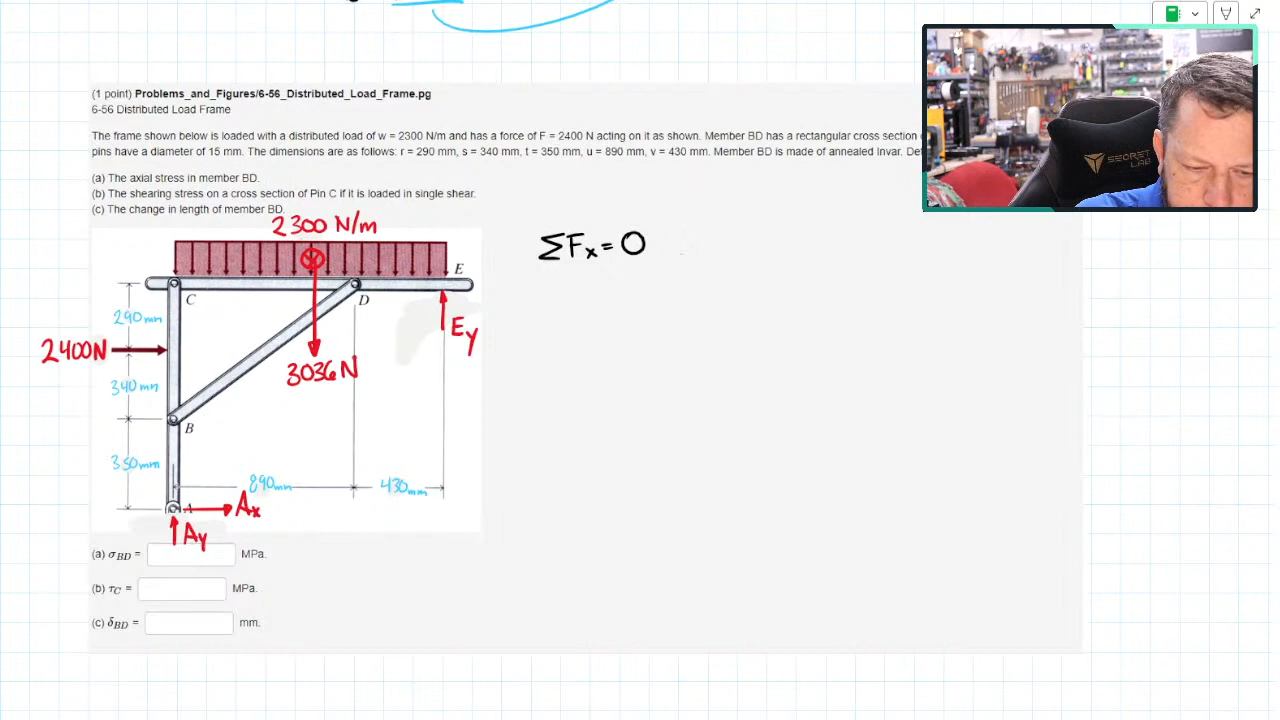 (1 point) Problems_and_Figures/6-56_Distributed_Load_Frame.pg
6-56 Distributed Load Frame
The frame shown below is loaded with a distributed load of w = 2300 N/m and has a force of F = 2400 N acting on it as shown. Member BD has a rectangular cross section
pins have a diameter of 15 mm. The dimensions are as follows: r = 290 mm, s = 340 mm, t = 350 mm, u = 890 mm, v = 430 mm. Member BD is made of annealed Invar.
(a) The axial stress in member BD.
(b) The shearing stress on a cross section of Pin C if it is loaded in single shear.
(c) The change in length of member BD.
2300 N/m
ΣFx = 0
E
C
D
290mm
Ey
2400N
3036N
340mm
B
350mm
890mm
430mm
A
Ax
Ay
(a) σBD =
MPa.
(b) τC =
MPa.
(c) δBD =
mm.
SECRET
LAB